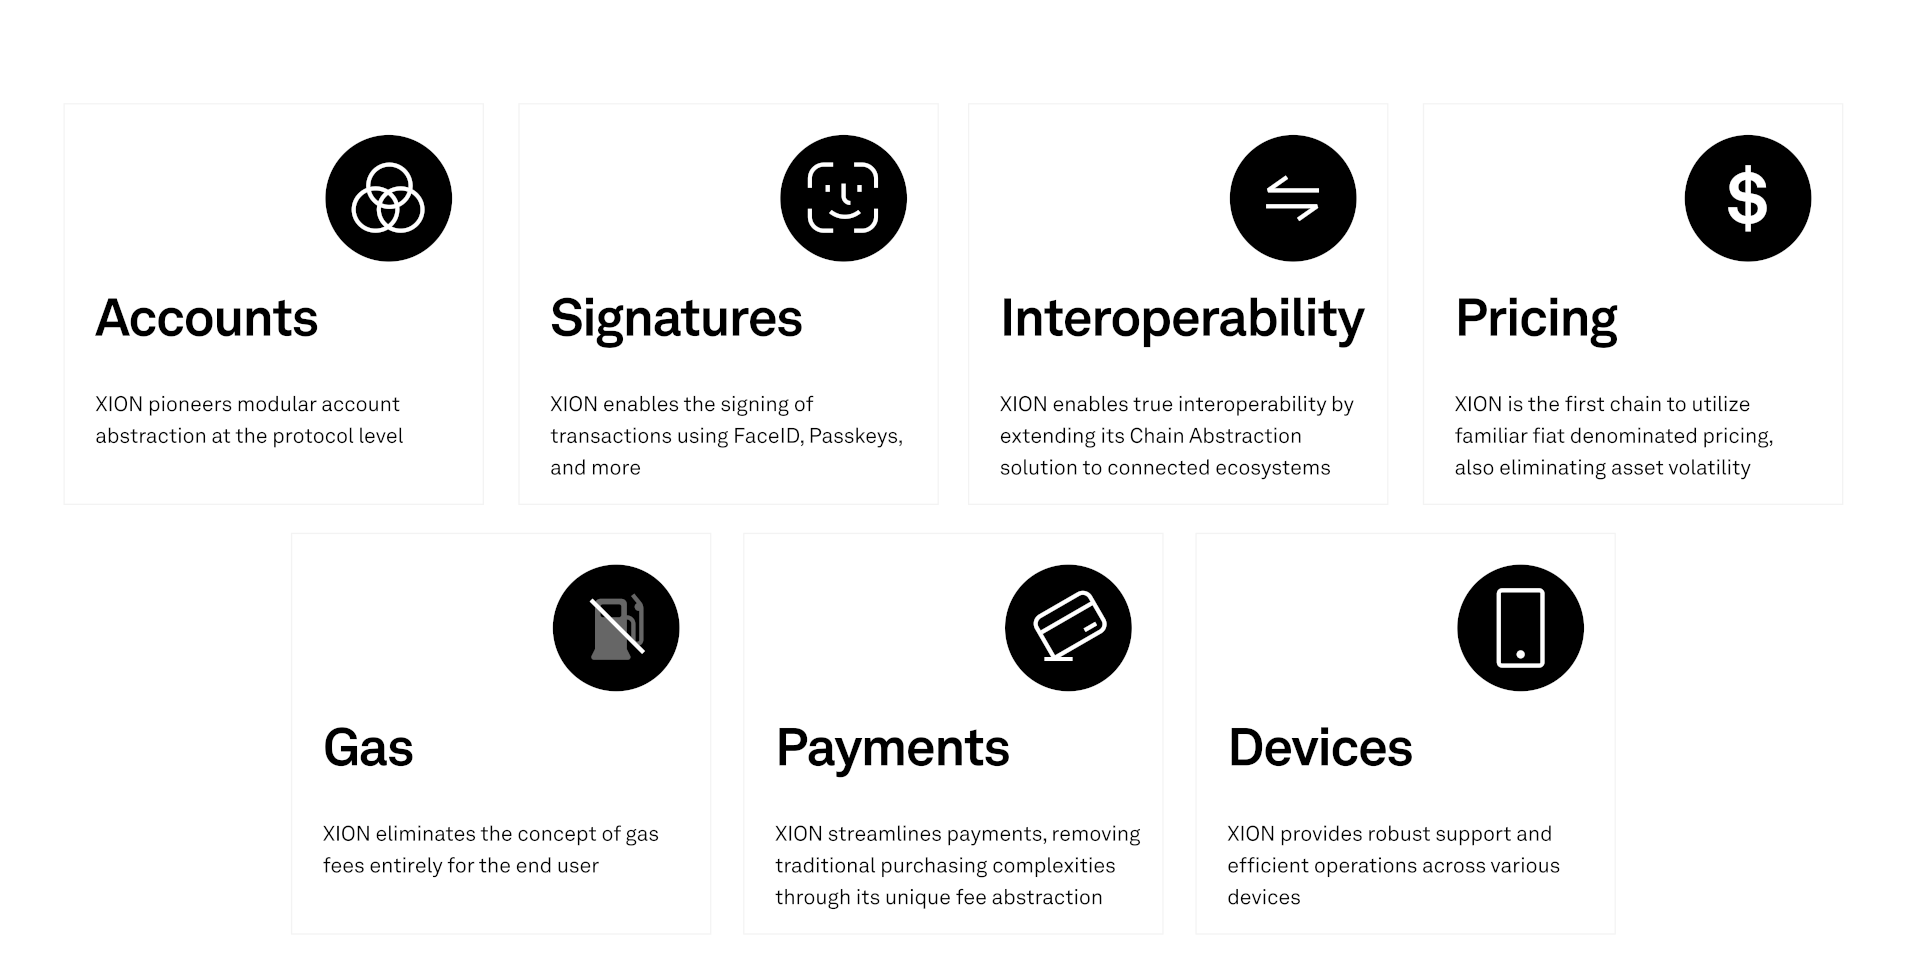 Accounts
XION pioneers modular account
abstraction at the protocol level
Signatures
XION enables the signing of
transactions using FaceID, Passkeys,
and more
Interoperability
XION enables true interoperability by
extending its Chain Abstraction
solution to connected ecosystems
$
Pricing
XION is the first chain to utilize
familiar fiat denominated pricing,
also eliminating asset volatility
Gas
XION eliminates the concept of gas
fees entirely for the end user
Payments
XION streamlines payments, removing
traditional purchasing complexities
through its unique fee abstraction
Devices
XION provides robust support and
efficient operations across various
devices